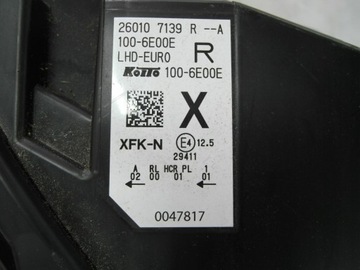 26010 7139 R --A
100-6E00E R
LHD-EURO
KOITO 100-6E00E
X
XFK-N E4 12.5
29411
A RL HCR PL 1
02 00 01 01
0047817